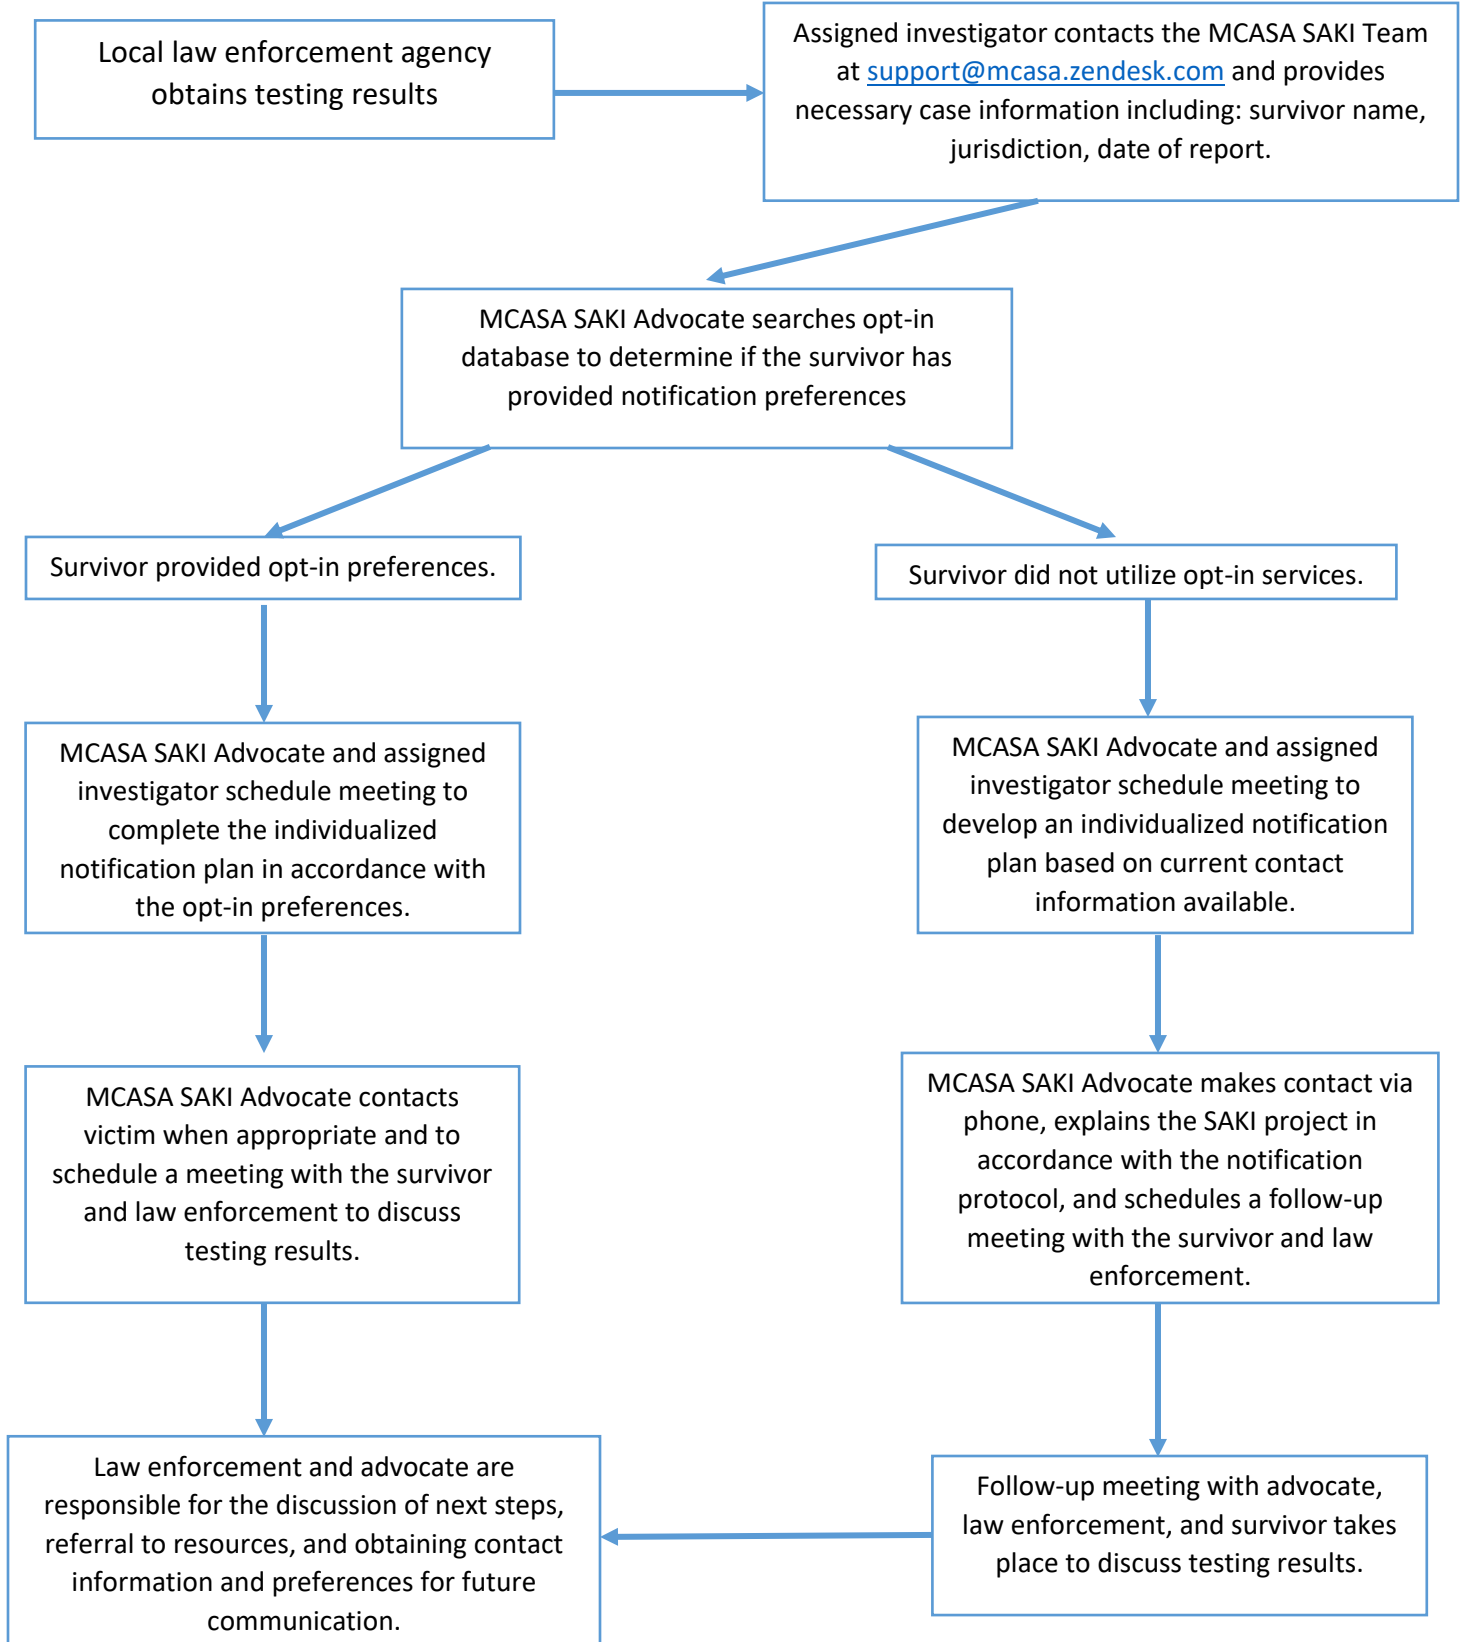 Local law enforcement agency
obtains testing results
Assigned investigator contacts the MCASA SAKI Team
at support@mcasa.zendesk.com and provides
necessary case information including: survivor name,
jurisdiction, date of report.
MCASA SAKI Advocate searches opt-in
database to determine if the survivor has
provided notification preferences
Survivor provided opt-in preferences.
Survivor did not utilize opt-in services.
MCASA SAKI Advocate and assigned
investigator schedule meeting to
complete the individualized
notification plan in accordance with
the opt-in preferences.
MCASA SAKI Advocate and assigned
investigator schedule meeting to
develop an individualized notification
plan based on current contact
information available.
MCASA SAKI Advocate contacts
victim when appropriate and to
schedule a meeting with the survivor
and law enforcement to discuss
testing results.
MCASA SAKI Advocate makes contact via
phone, explains the SAKI project in
accordance with the notification
protocol, and schedules a follow-up
meeting with the survivor and law
enforcement.
Law enforcement and advocate are
responsible for the discussion of next steps,
referral to resources, and obtaining contact
information and preferences for future
communication.
Follow-up meeting with advocate,
law enforcement, and survivor takes
place to discuss testing results.